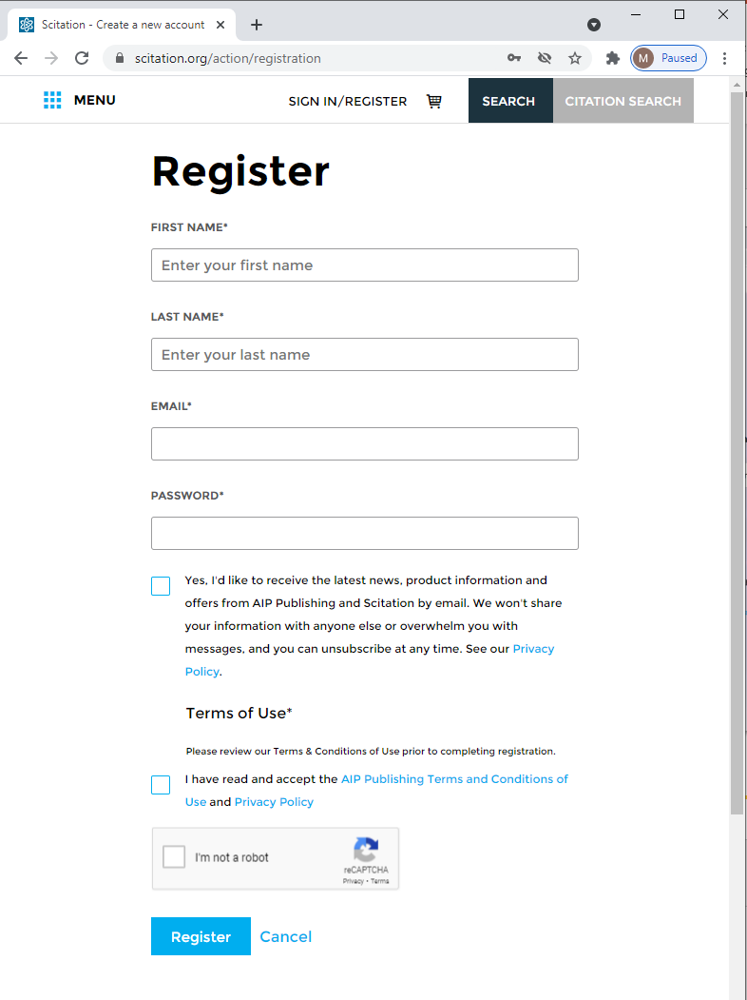 Scitation - Create a new account
scitation.org/action/registration
M Paused
MENU
SIGN IN/REGISTER
SEARCH
CITATION SEARCH
Register
FIRST NAME*
Enter your first name
LAST NAME*
Enter your last name
EMAIL*
PASSWORD*
Yes, I'd like to receive the latest news, product information and
offers from AIP Publishing and Scitation by email. We won't share
your information with anyone else or overwhelm you with
messages, and you can unsubscribe at any time. See our Privacy
Policy.
Terms of Use*
Please review our Terms & Conditions of Use prior to completing registration.
I have read and accept the AIP Publishing Terms and Conditions of
Use and Privacy Policy
I'm not a robot
reCAPTCHA
Privacy • Terms
Register
Cancel